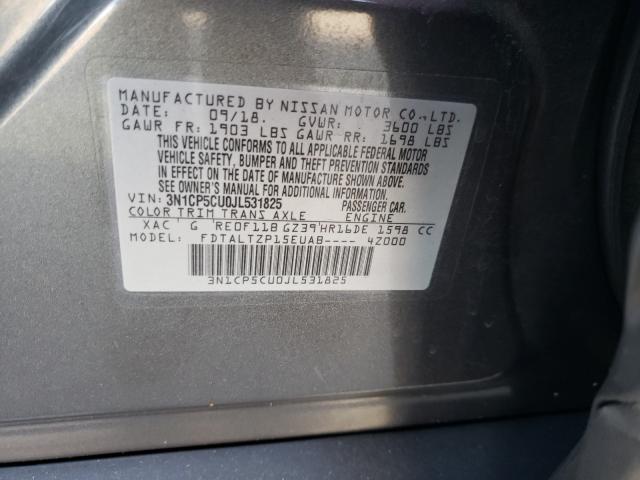 MANUFACTURED BY NISSAN MOTOR CO.,LTD.
DATE: 09/18. GVWR: 3600 LBS
GAWR FR: 1903 LBS GAWR RR: 1698 LBS
THIS VEHICLE CONFORMS TO ALL APPLICABLE FEDERAL MOTOR
VEHICLE SAFETY, BUMPER AND THEFT PREVENTION STANDARDS
IN EFFECT ON THE DATE OF MANUFACTURE SHOWN ABOVE.
SEE OWNER'S MANUAL FOR ADDITIONAL INFORMATION.
VIN: 3N1CP5CU0JL531825 PASSENGER CAR.
COLOR TRIM TRANS AXLE ENGINE
XAC G RE0F11B GZ39 HR16DE 1598 CC
MODEL: FDTALTZP15EUAB---- 4Z000
3N1CP5CU0JL531825